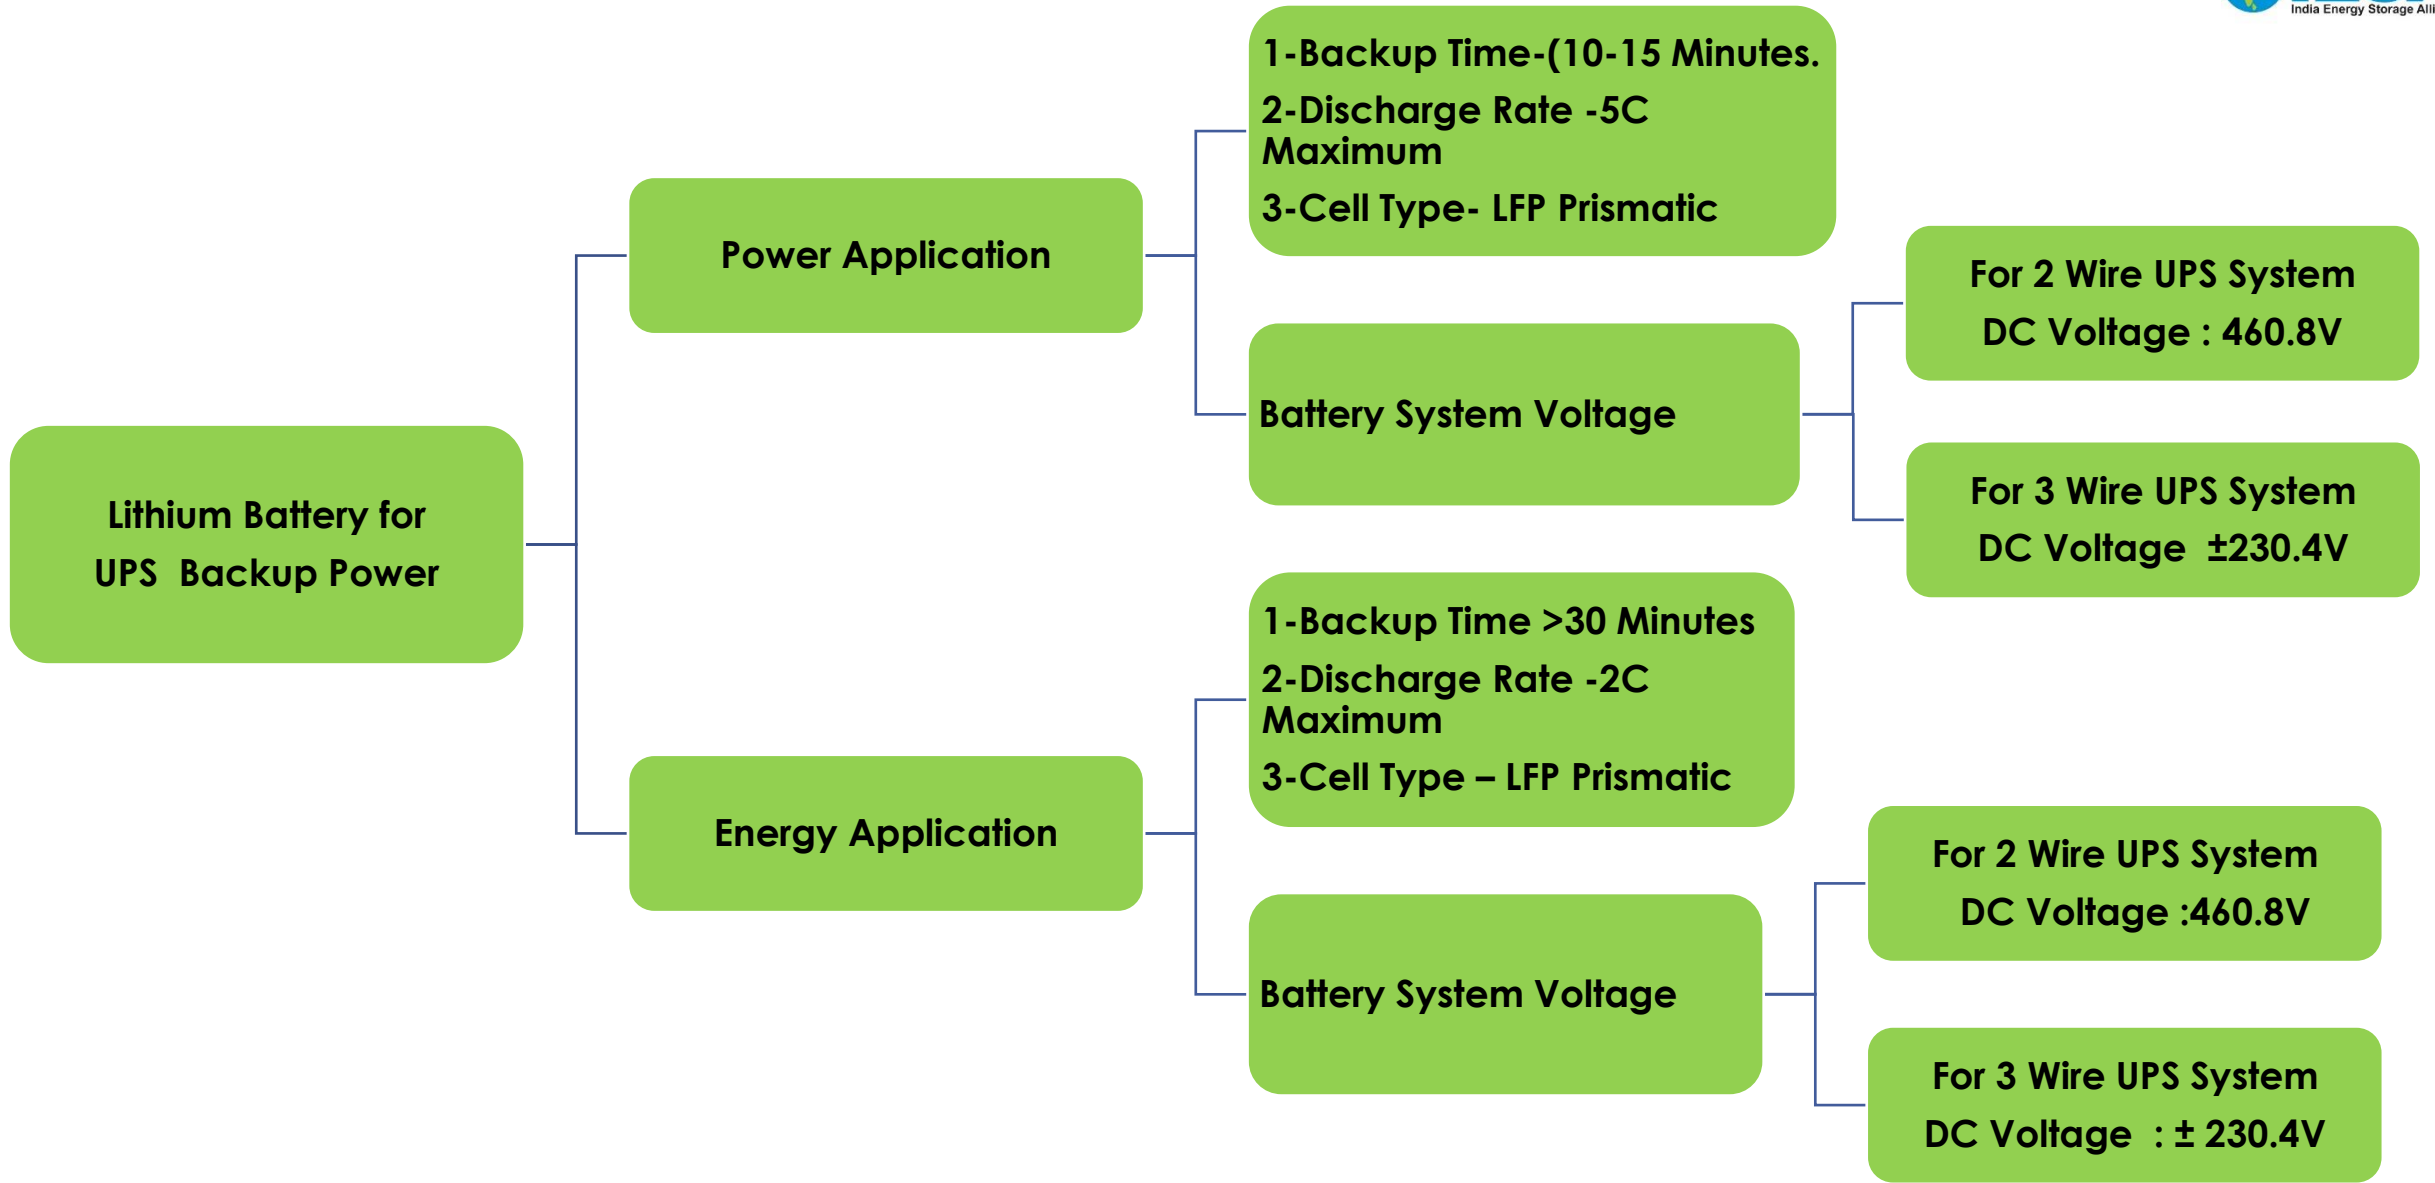 India Energy Storage Alli
1-Backup Time-(10-15 Minutes.
2-Discharge Rate -5C
Maximum
3-Cell Type- LFP Prismatic
Power Application
For 2 Wire UPS System
DC Voltage : 460.8V
Battery System Voltage
For 3 Wire UPS System
DC Voltage ±230.4V
Lithium Battery for
UPS Backup Power
1-Backup Time >30 Minutes
2-Discharge Rate -2C
Maximum
3-Cell Type – LFP Prismatic
Energy Application
For 2 Wire UPS System
DC Voltage :460.8V
Battery System Voltage
For 3 Wire UPS System
DC Voltage : ± 230.4V